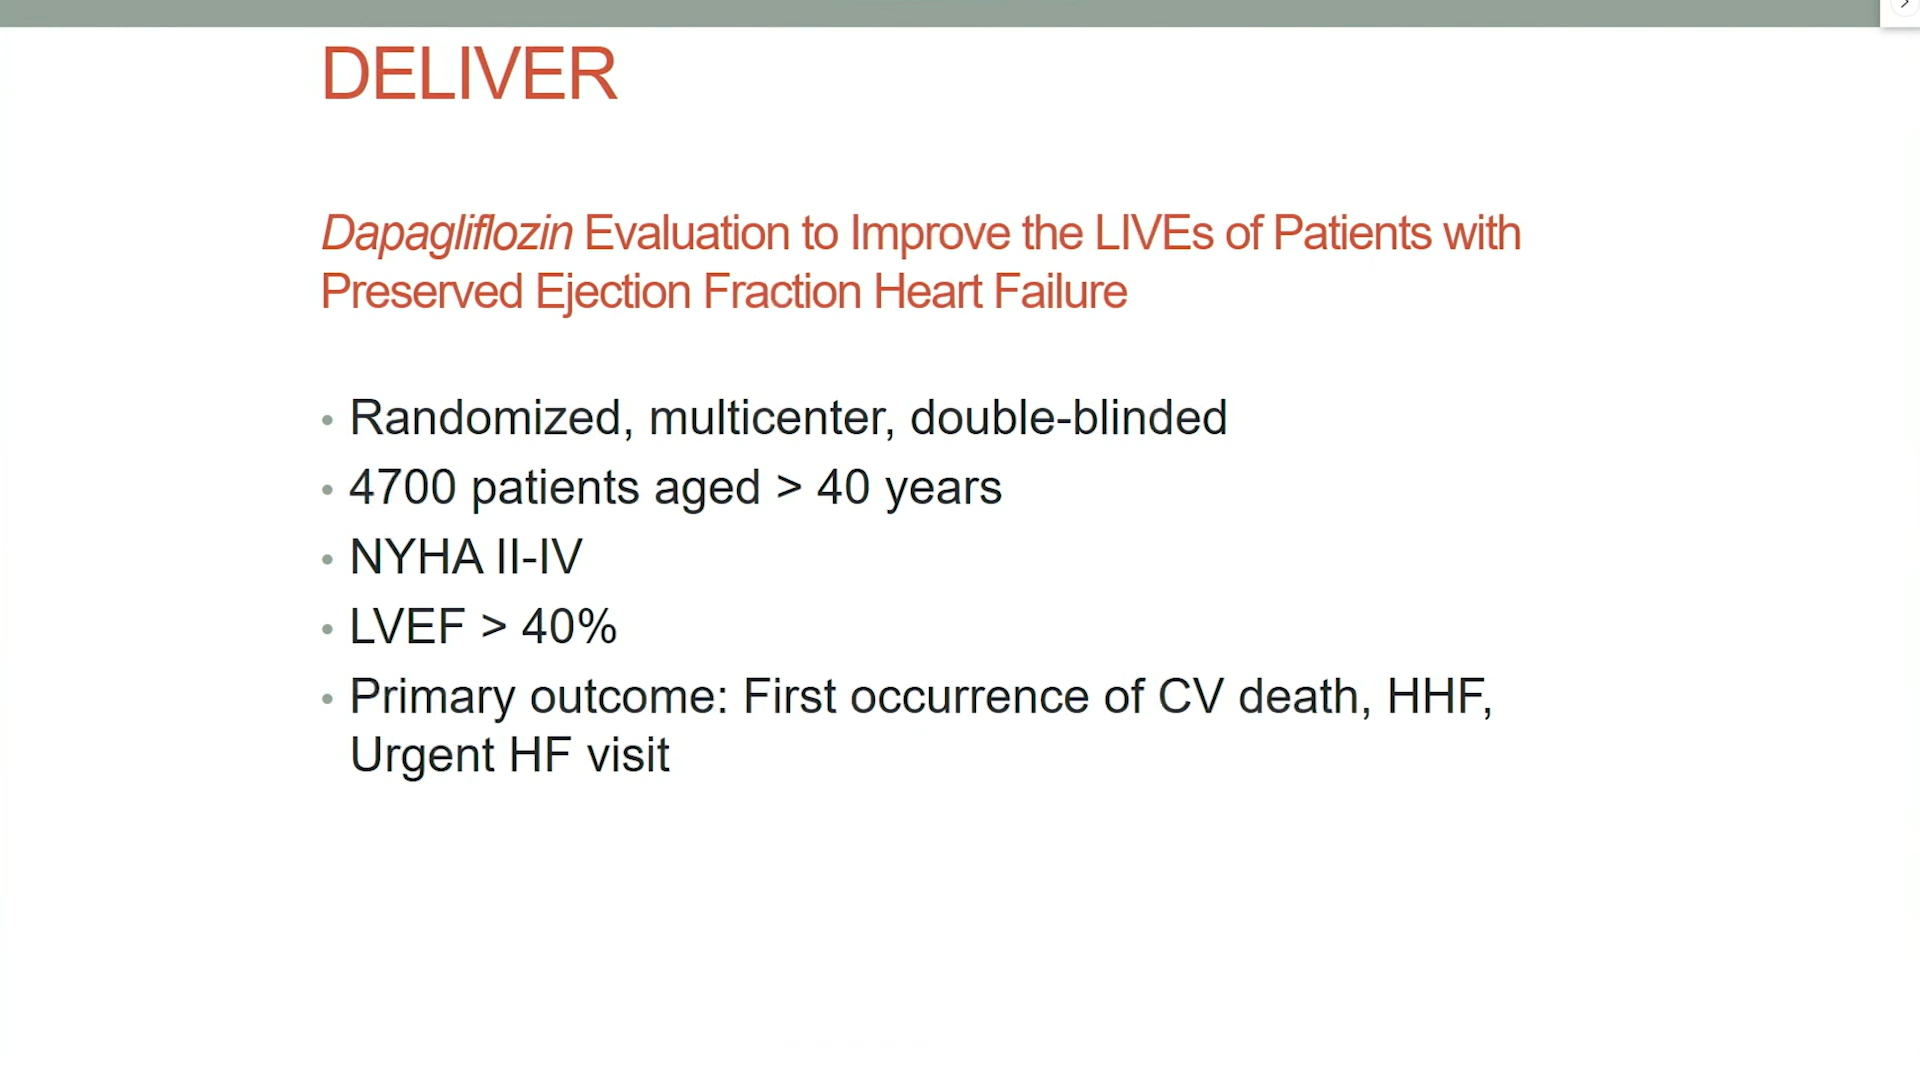 DELIVER
Dapagliflozin Evaluation to Improve the LIVEs of Patients with
Preserved Ejection Fraction Heart Failure
• Randomized, multicenter, double-blinded
• 4700 patients aged > 40 years
• NYHA II-IV
• LVEF > 40%
• Primary outcome: First occurrence of CV death, HHF,
Urgent HF visit